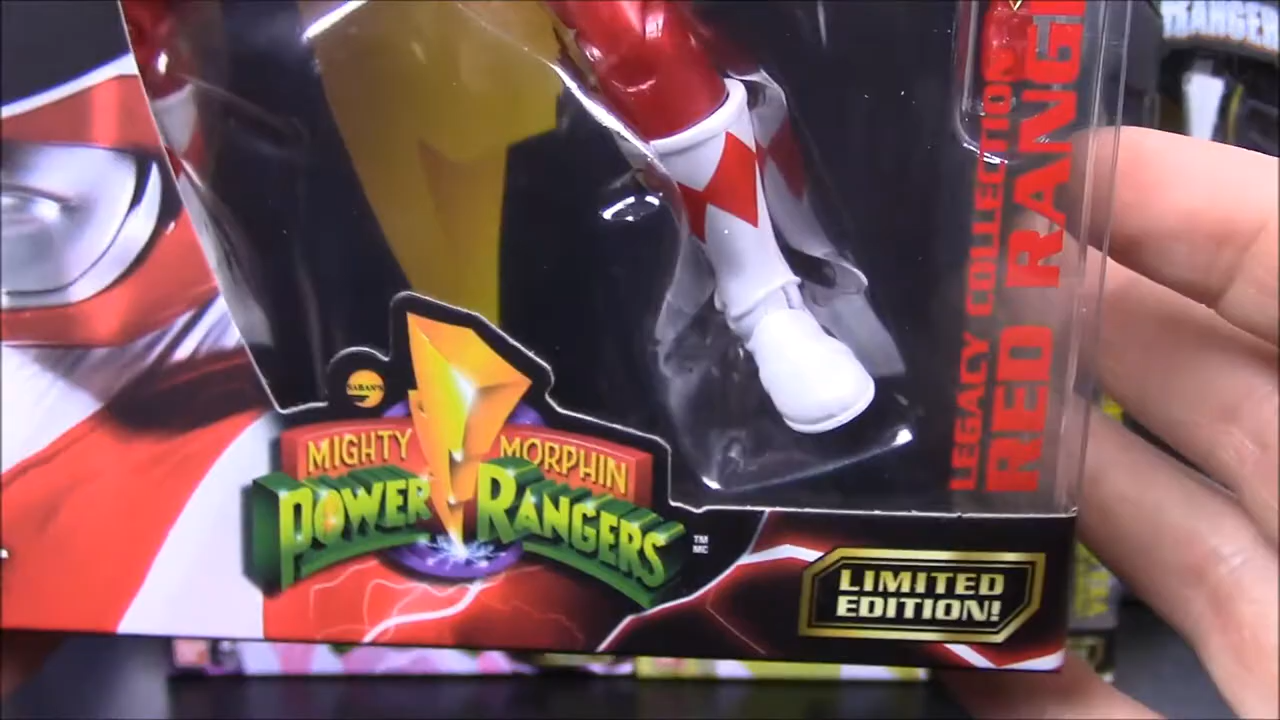 SABAN'S
MIGHTY MORPHIN
POWER RANGERS
TM
MC
LIMITED
EDITION!
LEGACY COLLECTION
RED RANG